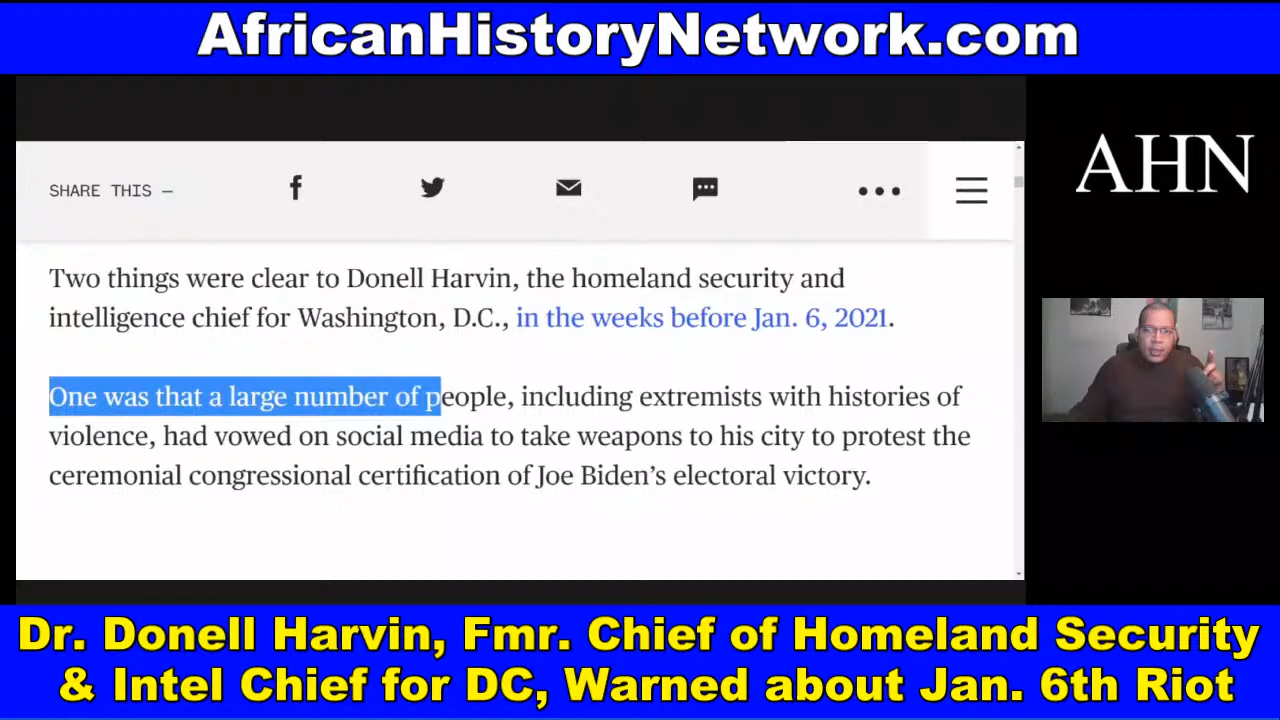 AfricanHistoryNetwork.com
AHN
SHARE THIS —
Two things were clear to Donell Harvin, the homeland security and
intelligence chief for Washington, D.C., in the weeks before Jan. 6, 2021.
One was that a large number of people, including extremists with histories of
violence, had vowed on social media to take weapons to his city to protest the
ceremonial congressional certification of Joe Biden’s electoral victory.
Dr. Donell Harvin, Fmr. Chief of Homeland Security
& Intel Chief for DC, Warned about Jan. 6th Riot